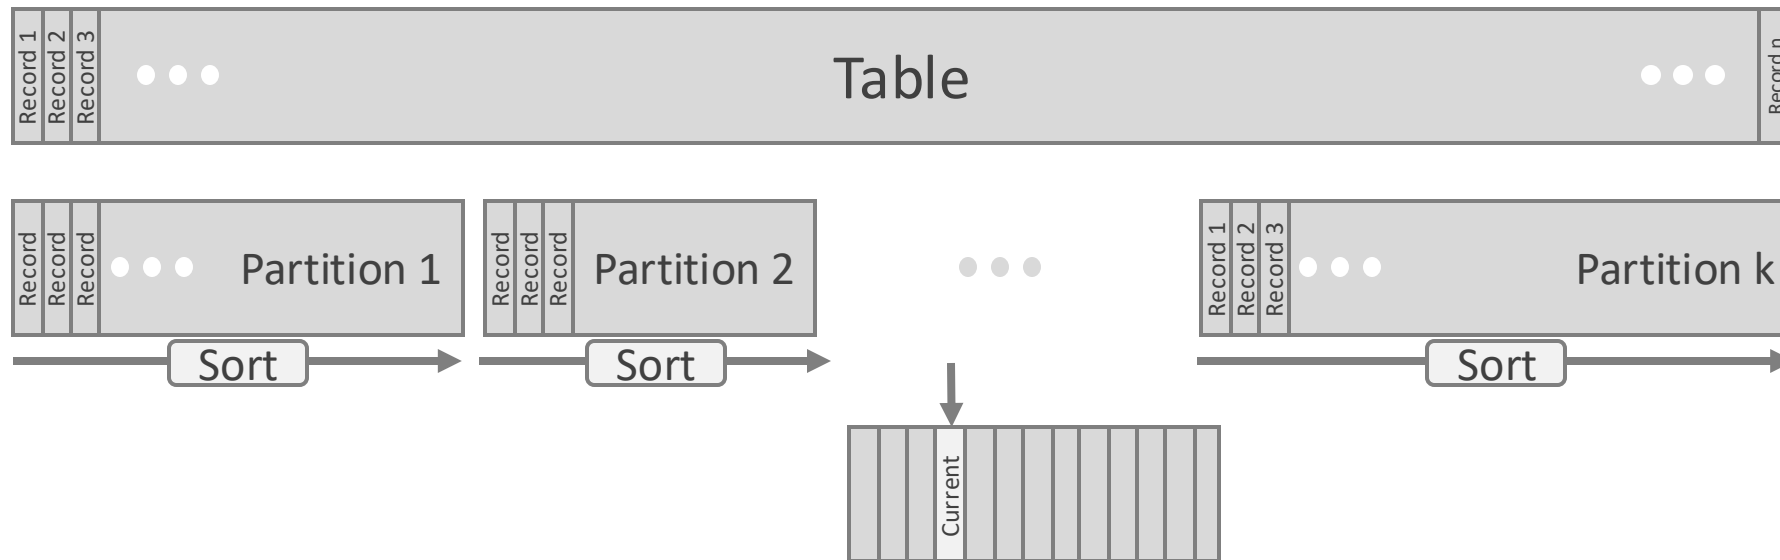 Record 1
Record 2
Record 3
Table
Record n
Record
Record
Record
Partition 1
Record
Record
Record
Partition 2
Record 1
Record 2
Record 3
Partition k
Sort
Sort
Sort
Current